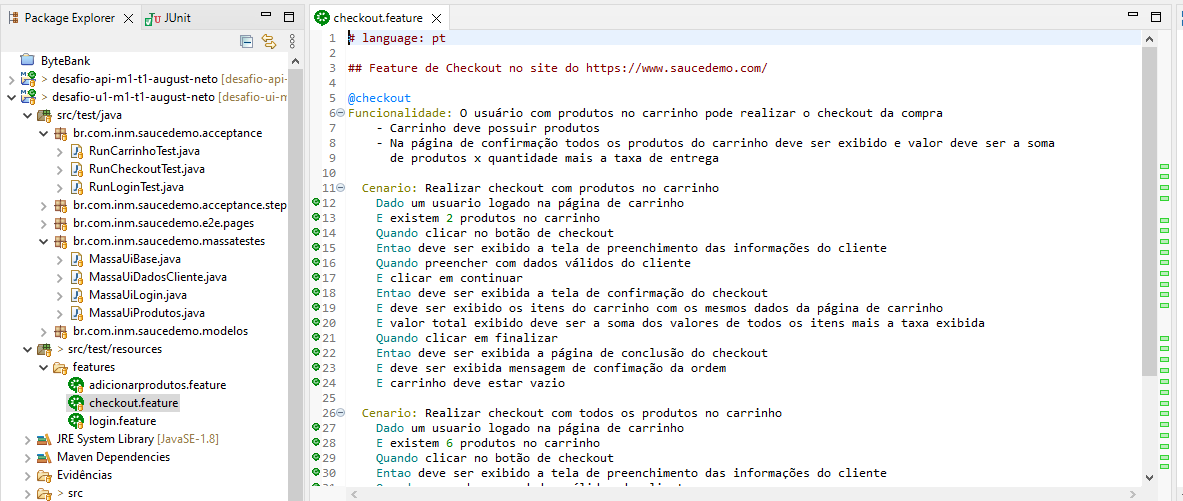 Package Explorer
JUnit
ByteBank
> desafio-api-m1-t1-august-neto [desafio-api-
> desafio-u1-m1-t1-august-neto [desafio-ui-m
src/test/java
br.com.inm.saucedemo.acceptance
RunCarrinhoTest.java
RunCheckoutTest.java
RunLoginTest.java
br.com.inm.saucedemo.acceptance.step
br.com.inm.saucedemo.e2e.pages
br.com.inm.saucedemo.massatestes
MassaUiBase.java
MassaUiDadosCliente.java
MassaUiLogin.java
MassaUiProdutos.java
br.com.inm.saucedemo.modelos
> src/test/resources
features
adicionarprodutos.feature
checkout.feature
login.feature
JRE System Library [JavaSE-1.8]
Maven Dependencies
Evidências
> src
checkout.feature
1 # language: pt
2
3 ## Feature de Checkout no site do https://www.saucedemo.com/
4
5 @checkout
6 Funcionalidade: O usuário com produtos no carrinho pode realizar o checkout da compra
7 - Carrinho deve possuir produtos
8 - Na página de confirmação todos os produtos do carrinho deve ser exibido e valor deve ser a soma
9 de produtos x quantidade mais a taxa de entrega
10
11 Cenario: Realizar checkout com produtos no carrinho
12 Dado um usuario logado na página de carrinho
13 E existem 2 produtos no carrinho
14 Quando clicar no botão de checkout
15 Entao deve ser exibido a tela de preenchimento das informações do cliente
16 Quando preencher com dados válidos do cliente
17 E clicar em continuar
18 Entao deve ser exibida a tela de confirmação do checkout
19 E deve ser exibido os itens do carrinho com os mesmos dados da página de carrinho
20 E valor total exibido deve ser a soma dos valores de todos os itens mais a taxa exibida
21 Quando clicar em finalizar
22 Entao deve ser exibida a página de conclusão do checkout
23 E deve ser exibida mensagem de confimação da ordem
24 E carrinho deve estar vazio
25
26 Cenario: Realizar checkout com todos os produtos no carrinho
27 Dado um usuario logado na página de carrinho
28 E existem 6 produtos no carrinho
29 Quando clicar no botão de checkout
30 Entao deve ser exibido a tela de preenchimento das informações do cliente